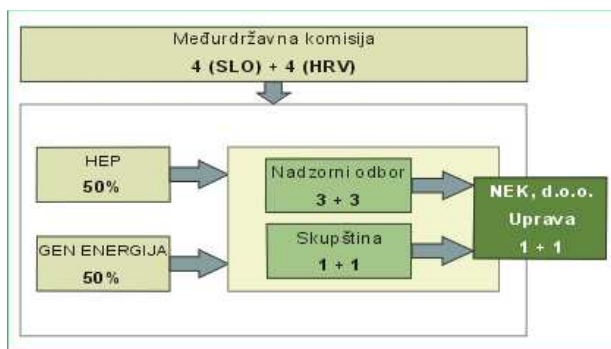 Međurdržavna komisija
4 (SLO) + 4 (HRV)
HEP
50%
Nadzorni odbor
3 + 3
NEK, d.o.o.
Uprava
1 + 1
GEN ENERGIJA
50%
Skupština
1 + 1